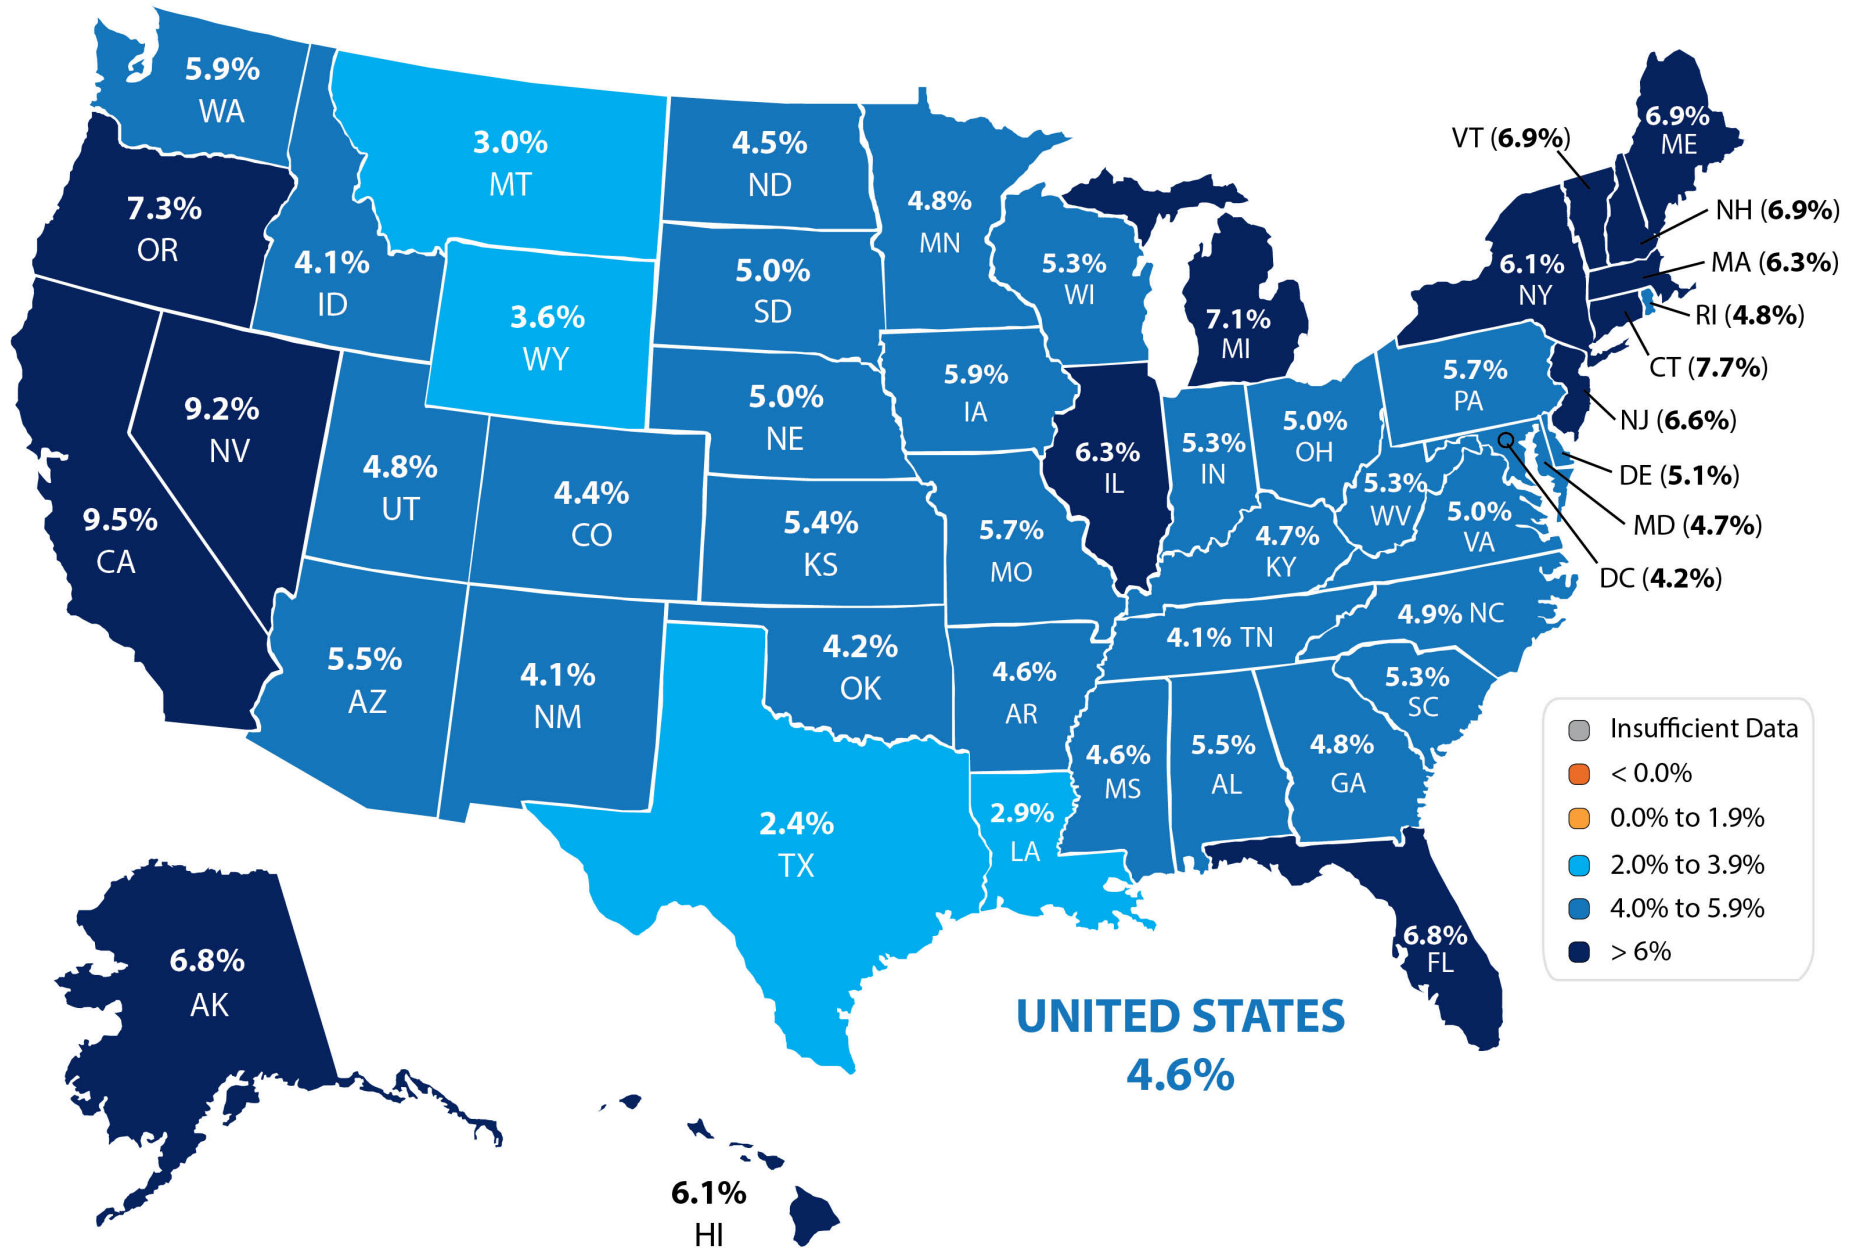 5.9%
WA
7.3%
OR
4.1%
ID
3.0%
MT
3.6%
WY
4.5%
ND
5.0%
SD
5.0%
NE
4.8%
MN
5.3%
WI
7.1%
MI
5.9%
IA
9.5%
CA
9.2%
NV
4.8%
UT
4.4%
CO
5.4%
KS
5.7%
MO
6.3%
IL
5.3%
IN
5.0%
OH
5.7%
PA
6.1%
NY
6.9%
ME
VT (6.9%)
NH (6.9%)
MA (6.3%)
RI (4.8%)
CT (7.7%)
NJ (6.6%)
DE (5.1%)
MD (4.7%)
DC (4.2%)
5.3%
WV
5.0%
VA
4.7%
KY
4.1% TN
4.9% NC
5.3%
SC
5.5%
AZ
4.1%
NM
4.2%
OK
4.6%
AR
4.6%
MS
5.5%
AL
4.8%
GA
2.4%
TX
2.9%
LA
6.8%
FL
6.8%
AK
6.1%
HI
UNITED STATES
4.6%
Insufficient Data
< 0.0%
0.0% to 1.9%
2.0% to 3.9%
4.0% to 5.9%
> 6%